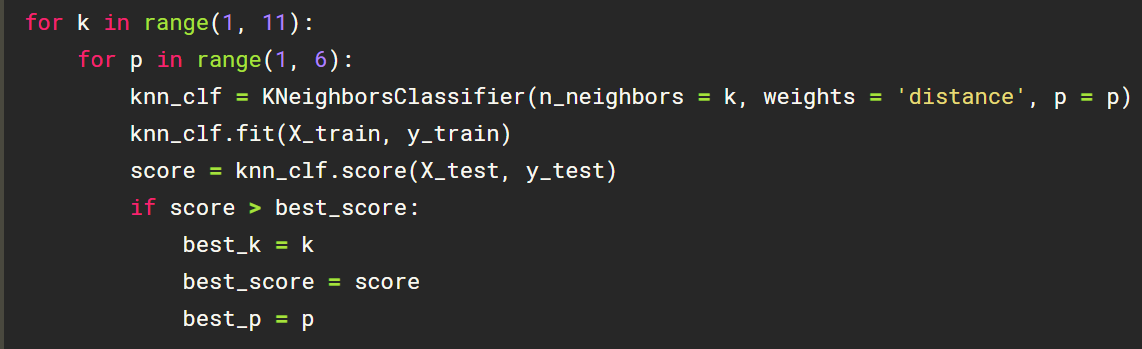 for k in range(1, 11):
    for p in range(1, 6):
        knn_clf = KNeighborsClassifier(n_neighbors = k, weights = 'distance', p = p)
        knn_clf.fit(X_train, y_train)
        score = knn_clf.score(X_test, y_test)
        if score > best_score:
            best_k = k
            best_score = score
            best_p = p